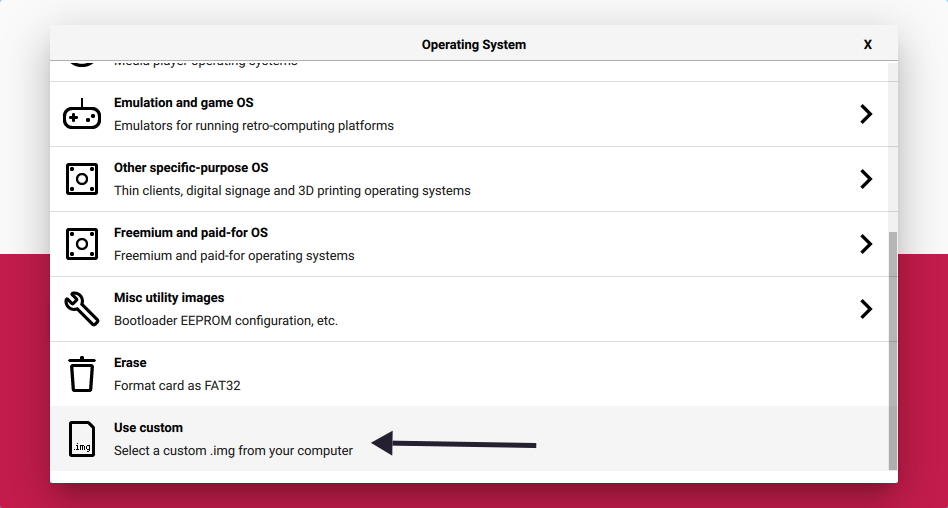 Operating System
X
Media player operating systems
Emulation and game OS
Emulators for running retro-computing platforms
Other specific-purpose OS
Thin clients, digital signage and 3D printing operating systems
Freemium and paid-for OS
Freemium and paid-for operating systems
Misc utility images
Bootloader EEPROM configuration, etc.
Erase
Format card as FAT32
Use custom
.img
Select a custom .img from your computer